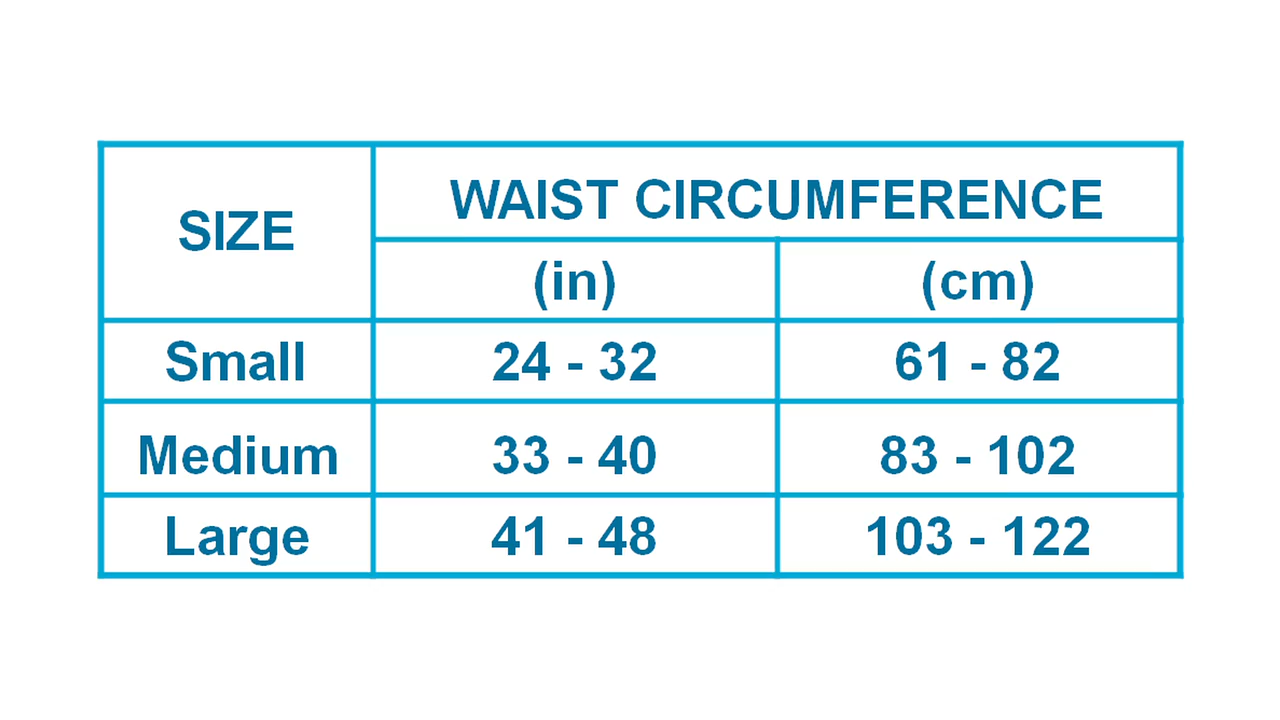 SIZE
WAIST CIRCUMFERENCE
(in)
(cm)
Small
24 - 32
61 - 82
Medium
33 - 40
83 - 102
Large
41 - 48
103 - 122